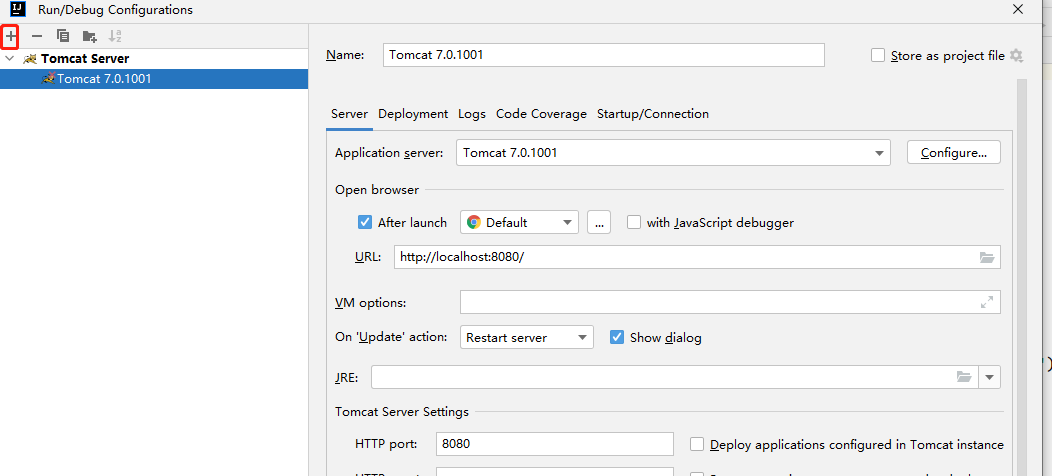 Run/Debug Configurations
Tomcat Server
Tomcat 7.0.1001
Name: Tomcat 7.0.1001 Store as project file
Server Deployment Logs Code Coverage Startup/Connection
Application server: Tomcat 7.0.1001 Configure...
Open browser
After launch Default ... with JavaScript debugger
URL: http://localhost:8080/
VM options:
On 'Update' action: Restart server Show dialog
JRE:
Tomcat Server Settings
HTTP port: 8080 Deploy applications configured in Tomcat instance